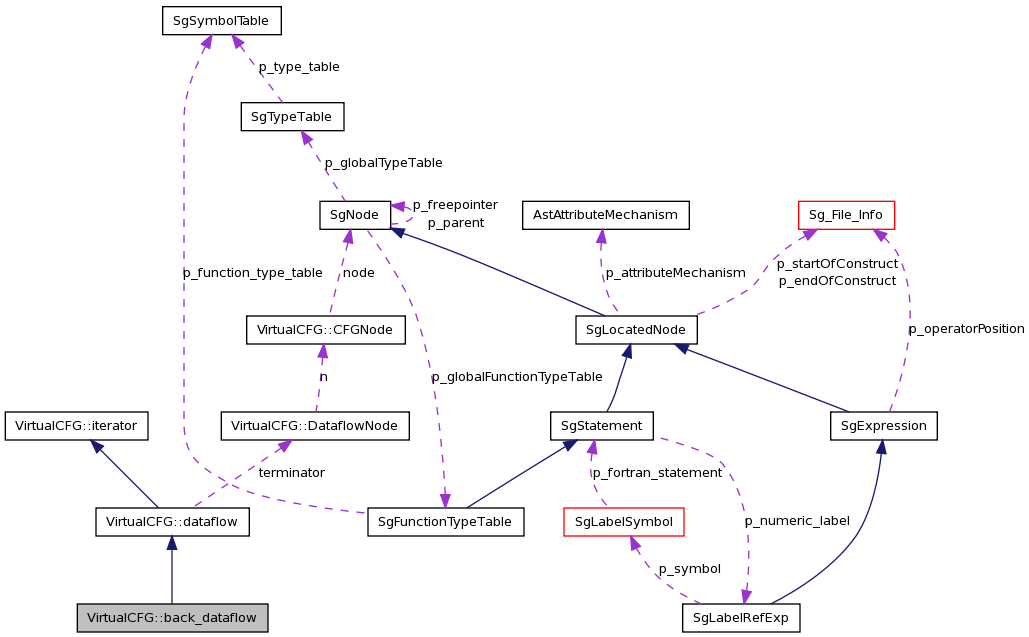 SgSymbolTable
p_type_table
SgTypeTable
p_globalTypeTable
SgNode
p_freepointer
p_parent
AstAttributeMechanism
Sg_File_Info
p_function_type_table
node
p_attributeMechanism
p_startOfConstruct
p_endOfConstruct
VirtualCFG::CFGNode
SgLocatedNode
p_operatorPosition
n
p_globalFunctionTypeTable
VirtualCFG::iterator
VirtualCFG::DataflowNode
SgStatement
SgExpression
terminator
p_fortran_statement
VirtualCFG::dataflow
SgFunctionTypeTable
SgLabelSymbol
p_numeric_label
p_symbol
VirtualCFG::back_dataflow
SgLabelRefExp